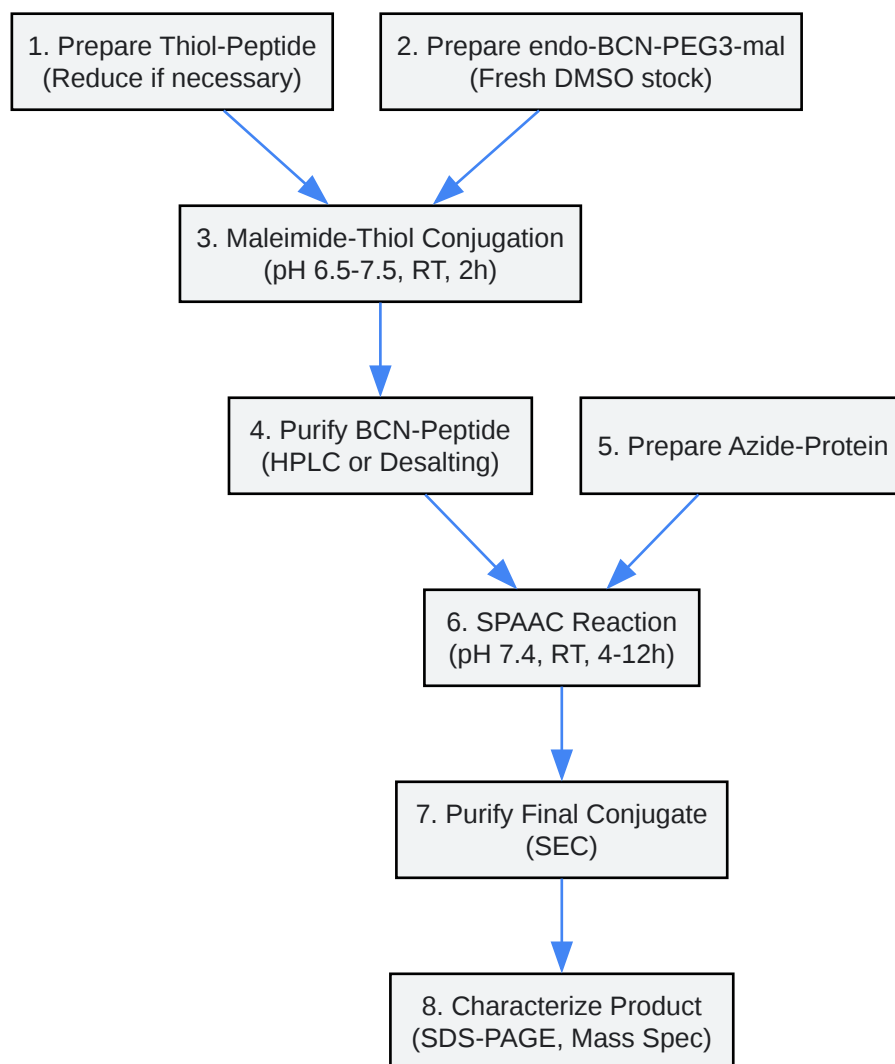 1. Prepare Thiol-Peptide
(Reduce if necessary)
2. Prepare endo-BCN-PEG3-mal
(Fresh DMSO stock)
3. Maleimide-Thiol Conjugation
(pH 6.5-7.5, RT, 2h)
4. Purify BCN-Peptide
(HPLC or Desalting)
5. Prepare Azide-Protein
6. SPAAC Reaction
(pH 7.4, RT, 4-12h)
7. Purify Final Conjugate
(SEC)
8. Characterize Product
(SDS-PAGE, Mass Spec)